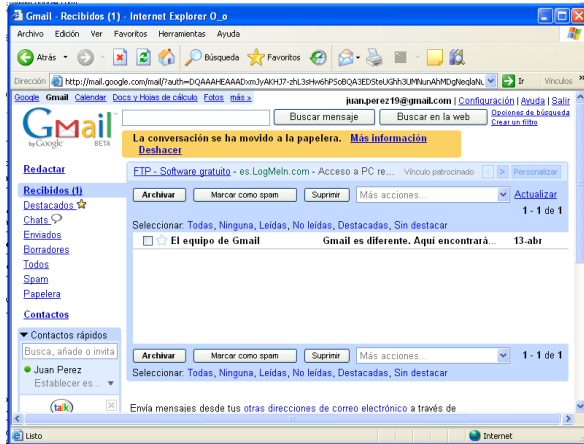 Gmail - Recibidos (1) - Internet Explorer O_o
Archivo Edición Ver Favoritos Herramientas Ayuda
Atrás Búsqueda Favoritos
Dirección Ir Vínculos »
Google Gmail Calendar Docs y Hojas de cálculo Fotos más »
juan.perez19@gmail.com | Configuración | Ayuda | Salir
Gmail
by Google BETA
Buscar mensaje Buscar en la web
Opciones de búsqueda
Crear un filtro
La conversación se ha movido a la papelera. Más información
Deshacer
Redactar
Recibidos (1)
Destacados
Chats
Enviados
Borradores
Todos
Spam
Papelera
Contactos
Contactos rápidos
Busca, añade o invita
Juan Perez
Establecer es...
talk
FTP - Software gratuito - es.LogMeIn.com - Acceso a PC re... Vínculo patrocinado < > Personalizar
Archivar Marcar como spam Suprimir Más acciones... Actualizar
1 - 1 de 1
Seleccionar: Todas, Ninguna, Leídas, No leídas, Destacadas, Sin destacar
El equipo de Gmail Gmail es diferente. Aquí encontrará... 13-abr
Archivar Marcar como spam Suprimir Más acciones... 1 - 1 de 1
Seleccionar: Todas, Ninguna, Leídas, No leídas, Destacadas, Sin destacar
Envía mensajes desde tus otras direcciones de correo electrónico a través de
Listo Internet